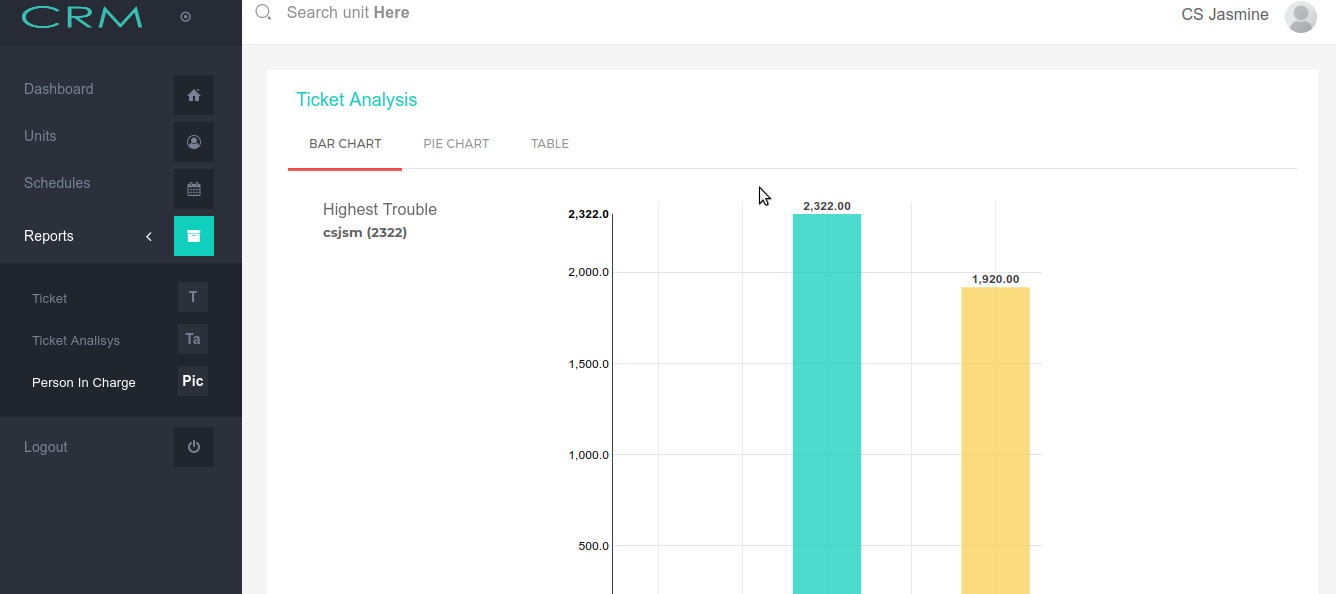 CRM
Search unit Here
CS Jasmine
Dashboard
Units
Schedules
Reports
Ticket
T
Ticket Analisys
Ta
Person In Charge
Pic
Logout
Ticket Analysis
BAR CHART
PIE CHART
TABLE
Highest Trouble
csjsm (2322)
2,322.0
2,000.0
1,500.0
1,000.0
500.0
2,322.00
1,920.00